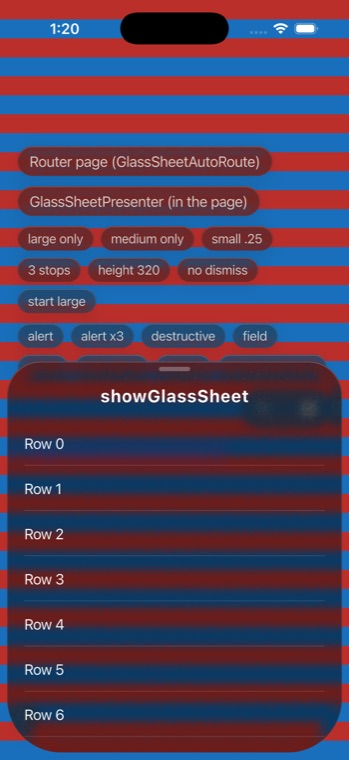 1:20
Router page (GlassSheetAutoRoute)
GlassSheetPresenter (in the page)
large only medium only small .25
3 stops height 320 no dismiss
start large
alert alert x3 destructive field
showGlassSheet
Row 0
Row 1
Row 2
Row 3
Row 4
Row 5
Row 6